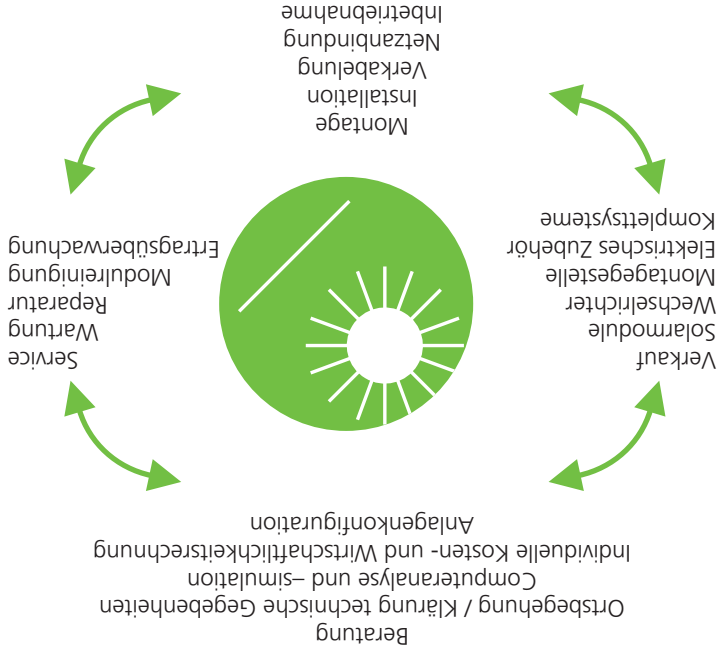 Beratung
Ortsbegehung / Klärung technische Gegebenheiten
Computeranalyse und –simulation
Individuelle Kosten- und Wirtschaftlichkeitsrechnung
Anlagenkonfiguration
Verkauf
Solarmodule
Wechselrichter
Montagegestelle
Elektrisches Zubehör
Komplettsysteme
Service
Wartung
Reparatur
Modulreinigung
Ertragsüberwachung
Montage
Installation
Verkabelung
Netzanbindung
Inbetriebnahme